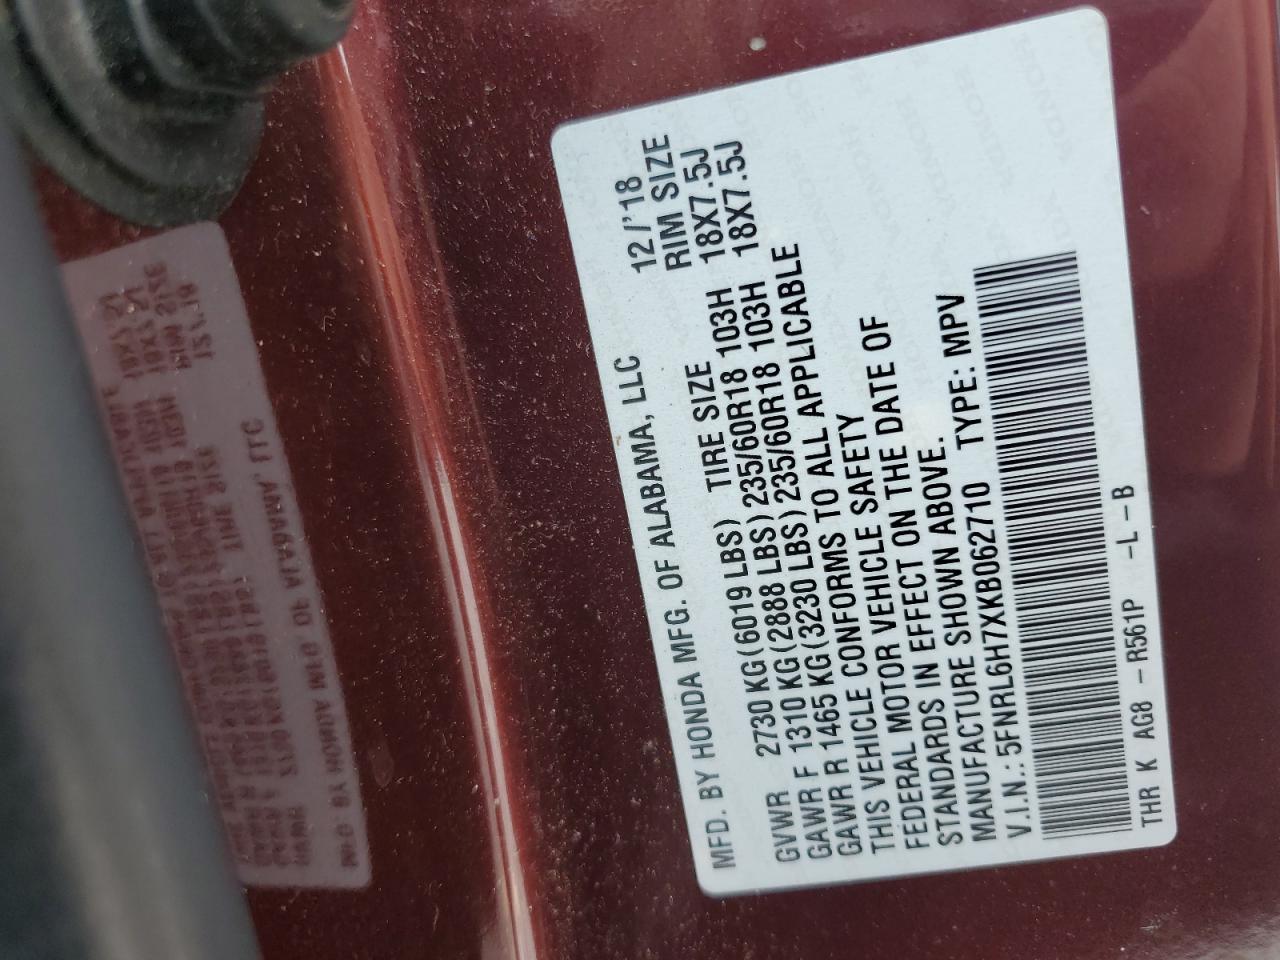 MFD. BY HONDA MFG. OF ALABAMA, LLC 12/'18
TIRE SIZE RIM SIZE
GVWR 2730 KG (6019 LBS)
GAWR F 1310 KG (2888 LBS) 235/60R18 103H 18X7.5J
GAWR R 1465 KG (3230 LBS) 235/60R18 103H 18X7.5J
THIS VEHICLE CONFORMS TO ALL APPLICABLE
FEDERAL MOTOR VEHICLE SAFETY
STANDARDS IN EFFECT ON THE DATE OF
MANUFACTURE SHOWN ABOVE.
V.I.N.: 5FNRL6H7XKB062710 TYPE: MPV
THR K AG8 - R561P -L -B